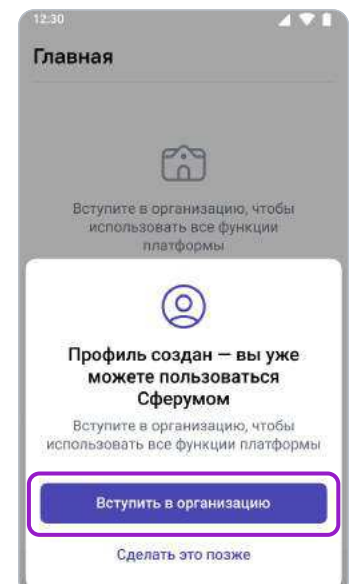 12:30
Главная
Вступите в организацию, чтобы
использовать все функции
платформы
Профиль создан — вы уже
можете пользоваться
Сферумом
Вступите в организацию, чтобы
использовать все функции платформы
Вступить в организацию
Сделать это позже